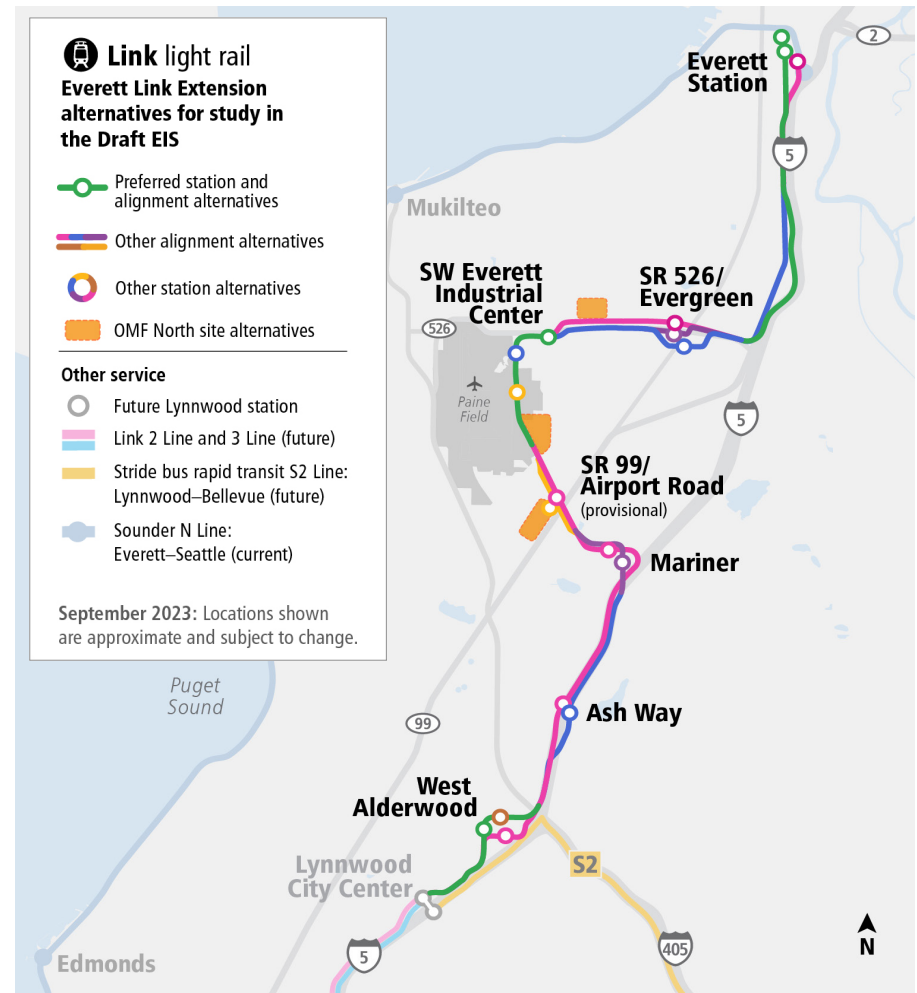 Link light rail
Everett Link Extension
alternatives for study in
the Draft EIS
Preferred station and
alignment alternatives
Other alignment alternatives
Other station alternatives
OMF North site alternatives
Other service
Future Lynnwood station
Link 2 Line and 3 Line (future)
Stride bus rapid transit S2 Line:
Lynnwood–Bellevue (future)
Sounder N Line:
Everett–Seattle (current)
September 2023: Locations shown
are approximate and subject to change.
2
Everett
Station
5
Mukilteo
SW Everett
Industrial
Center
SR 526/
Evergreen
526
Paine
Field
5
SR 99/
Airport Road
(provisional)
Mariner
Puget
Sound
Ash Way
99
West
Alderwood
Lynnwood
City Center
S2
5
405
N
Edmonds